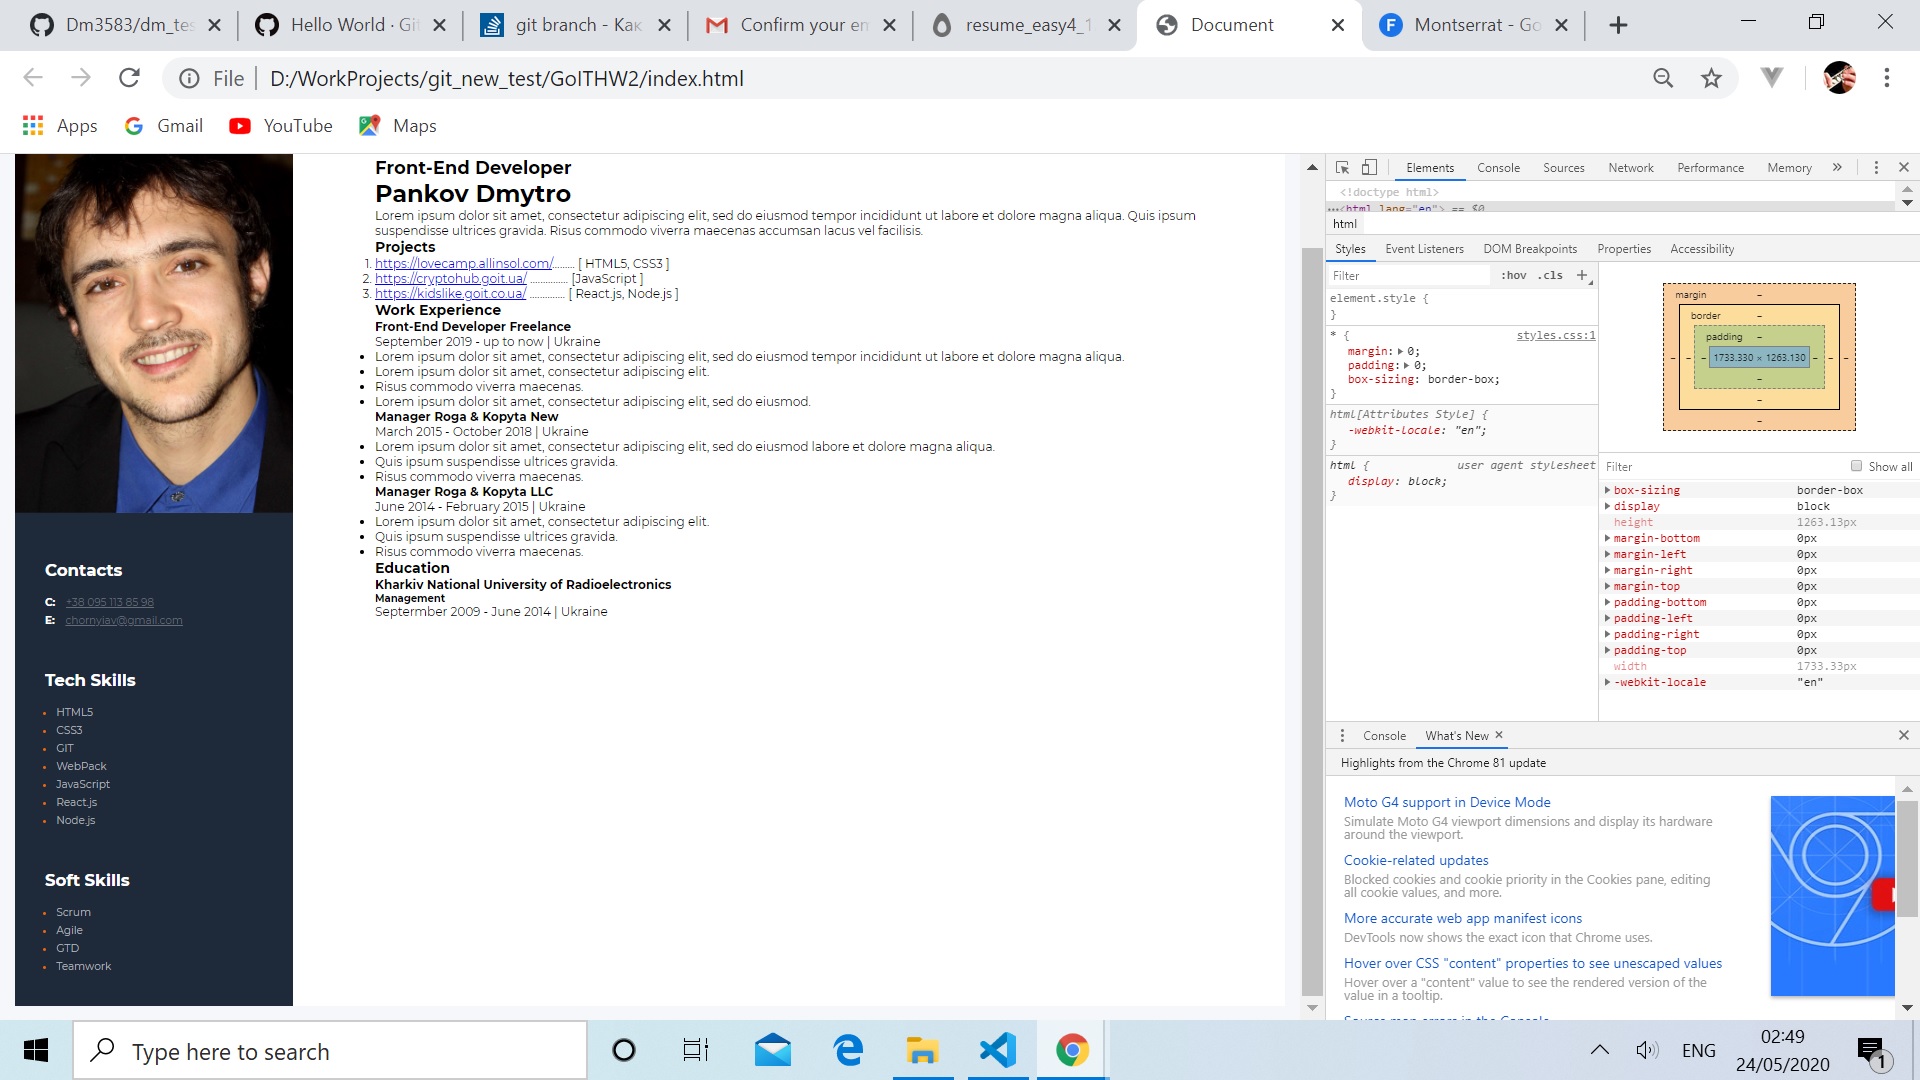 Dm3583/dm_tes
Hello World · Git
git branch - Как
Confirm your em
resume_easy4_1
Document
Montserrat - Go
File
D:/WorkProjects/git_new_test/GoITHW2/index.html
Apps
Gmail
YouTube
Maps
Contacts
C: +38 095 113 85 98
E: chornyiav@gmail.com
Tech Skills
HTML5
CSS3
GIT
WebPack
JavaScript
React.js
Node.js
Soft Skills
Scrum
Agile
GTD
Teamwork
Front-End Developer
Pankov Dmytro
Lorem ipsum dolor sit amet, consectetur adipiscing elit, sed do eiusmod tempor incididunt ut labore et dolore magna aliqua. Quis ipsum
suspendisse ultrices gravida. Risus commodo viverra maecenas accumsan lacus vel facilisis.
Projects
1. https://lovecamp.allinsol.com/......... [ HTML5, CSS3 ]
2. https://cryptohub.goit.ua/ ............... [JavaScript ]
3. https://kidslike.goit.co.ua/ .............. [ React.js, Node.js ]
Work Experience
Front-End Developer Freelance
September 2019 - up to now | Ukraine
Lorem ipsum dolor sit amet, consectetur adipiscing elit, sed do eiusmod tempor incididunt ut labore et dolore magna aliqua.
Lorem ipsum dolor sit amet, consectetur adipiscing elit.
Risus commodo viverra maecenas.
Lorem ipsum dolor sit amet, consectetur adipiscing elit, sed do eiusmod.
Manager Roga & Kopyta New
March 2015 - October 2018 | Ukraine
Lorem ipsum dolor sit amet, consectetur adipiscing elit, sed do eiusmod labore et dolore magna aliqua.
Quis ipsum suspendisse ultrices gravida.
Risus commodo viverra maecenas.
Manager Roga & Kopyta LLC
June 2014 - February 2015 | Ukraine
Lorem ipsum dolor sit amet, consectetur adipiscing elit.
Quis ipsum suspendisse ultrices gravida.
Risus commodo viverra maecenas.
Education
Kharkiv National University of Radioelectronics
Management
Septermber 2009 - June 2014 | Ukraine
Elements Console Sources Network Performance Memory »
<!doctype html>
<html lang="en"> == $0
html
Styles Event Listeners DOM Breakpoints Properties Accessibility
Filter :hov .cls +
element.style {
}
* { styles.css:1
margin: 0;
padding: 0;
box-sizing: border-box;
}
html[Attributes Style] {
-webkit-locale: "en";
}
html { user agent stylesheet
display: block;
}
margin –
border –
padding –
– – – 1733.330 × 1263.130 – – –
–
–
–
Filter Show all
box-sizing border-box
display block
height 1263.13px
margin-bottom 0px
margin-left 0px
margin-right 0px
margin-top 0px
padding-bottom 0px
padding-left 0px
padding-right 0px
padding-top 0px
width 1733.33px
-webkit-locale "en"
Console What's New
Highlights from the Chrome 81 update
Moto G4 support in Device Mode
Simulate Moto G4 viewport dimensions and display its hardware
around the viewport.
Cookie-related updates
Blocked cookies and cookie priority in the Cookies pane, editing
all cookie values, and more.
More accurate web app manifest icons
DevTools now shows the exact icon that Chrome uses.
Hover over CSS "content" properties to see unescaped values
Hover over a "content" value to see the rendered version of the
value in a tooltip.
Source map errors in the Console
Type here to search
ENG
02:49
24/05/2020
1